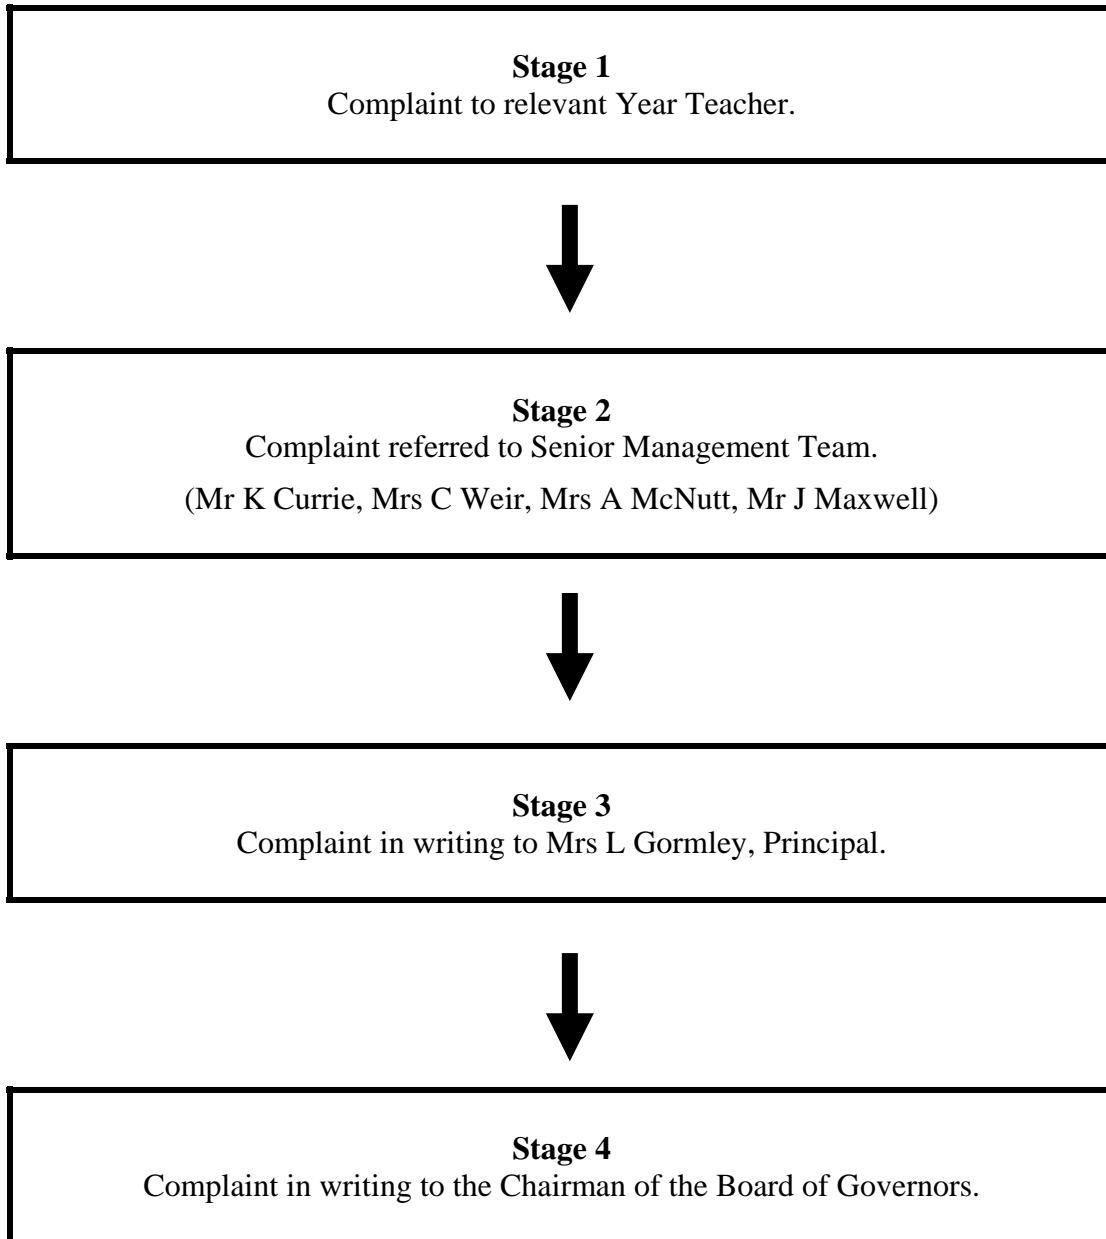 Stage 1
Complaint to relevant Year Teacher.
Stage 2
Complaint referred to Senior Management Team.
(Mr K Currie, Mrs C Weir, Mrs A McNutt, Mr J Maxwell)
Stage 3
Complaint in writing to Mrs L Gormley, Principal.
Stage 4
Complaint in writing to the Chairman of the Board of Governors.